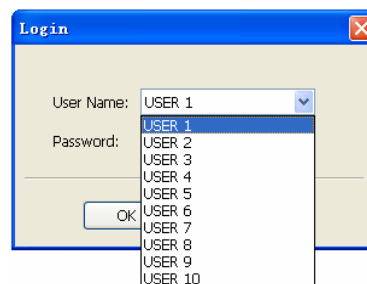 Login
User Name: USER 1
USER 1
Password:
USER 2
USER 3
USER 4
USER 5
OK
USER 6
USER 7
USER 8
USER 9
USER 10